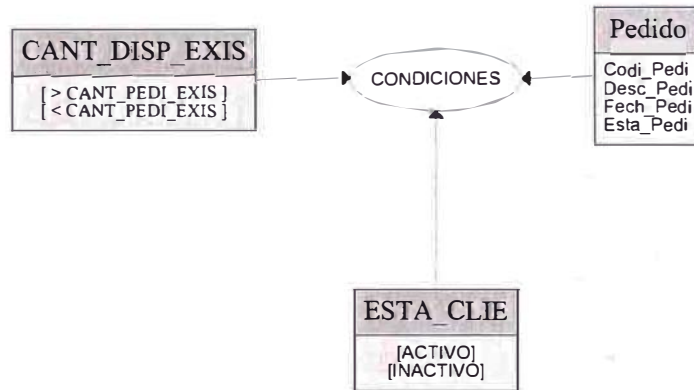 CANT_DISP_EXIS
[ > CANT_PEDI_EXIS ]
[ < CANT_PEDI_EXIS ]
CONDICIONES
Pedido
Codi_Pedi
Desc_Pedi
Fech_Pedi
Esta_Pedi
ESTA_CLIE
[ACTIVO]
[INACTIVO]